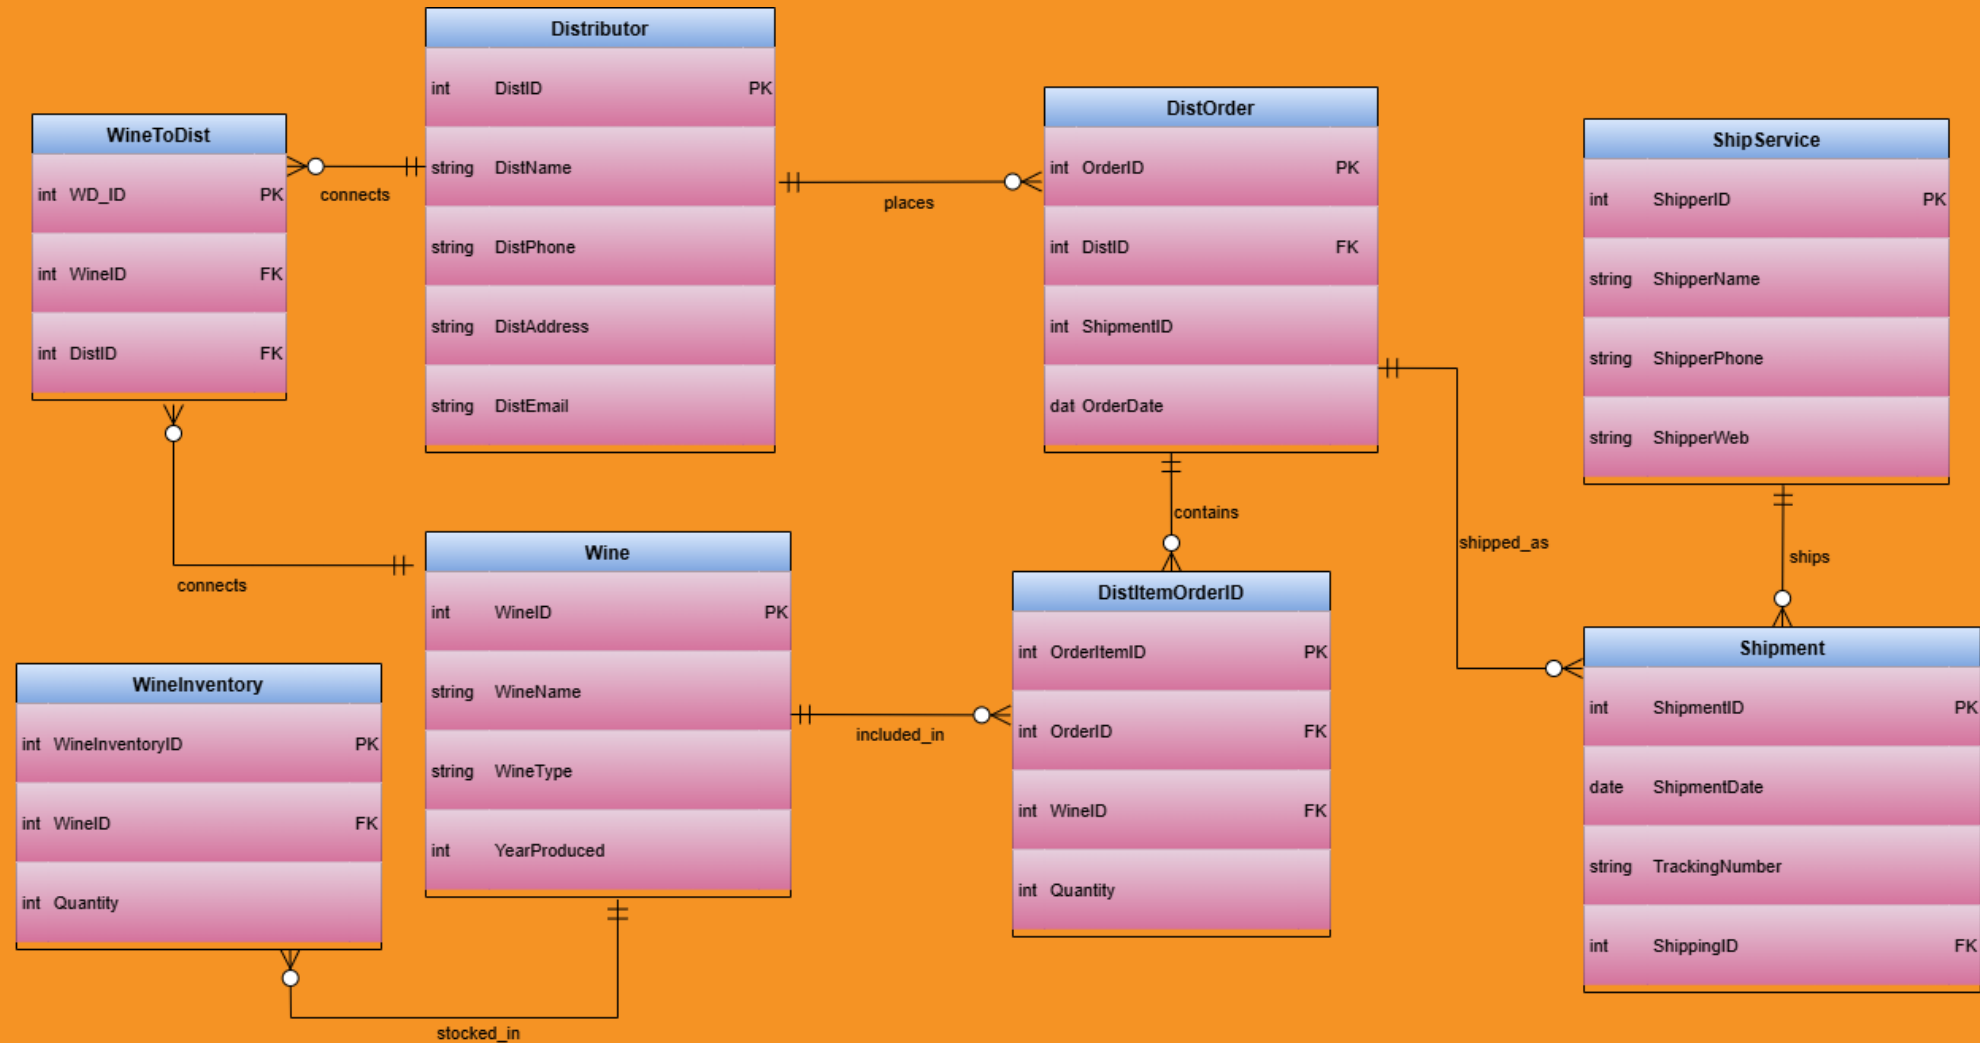 Distributor
int DistID PK
string DistName
string DistPhone
string DistAddress
string DistEmail
WineToDist
int WD_ID PK
int WineID FK
int DistID FK
connects
places
DistOrder
int OrderID PK
int DistID FK
int ShipmentID
dat OrderDate
ShipService
int ShipperID PK
string ShipperName
string ShipperPhone
string ShipperWeb
contains
shipped_as
ships
connects
Wine
int WineID PK
string WineName
string WineType
int YearProduced
included_in
DistItemOrderID
int OrderItemID PK
int OrderID FK
int WineID FK
int Quantity
Shipment
int ShipmentID PK
date ShipmentDate
string TrackingNumber
int ShippingID FK
WineInventory
int WineInventoryID PK
int WineID FK
int Quantity
stocked_in